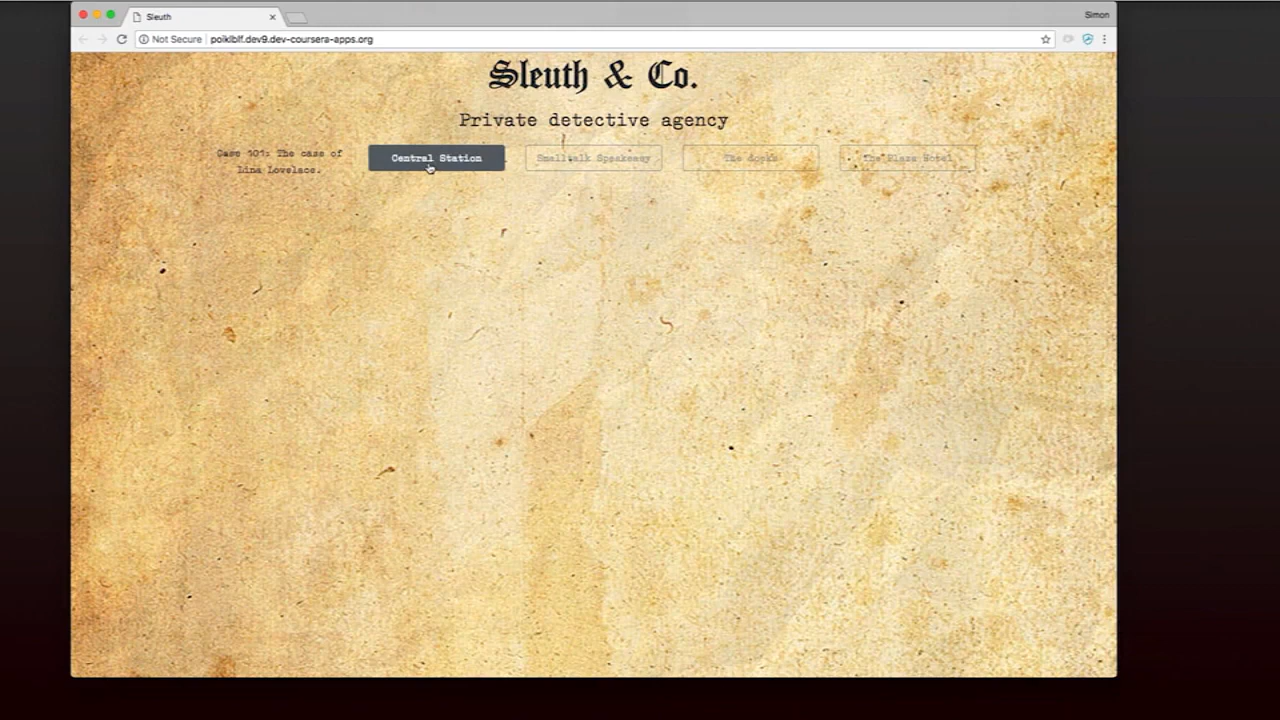 Sleuth
Simon
Not Secure poiklblf.dev9.dev-coursera-apps.org
Sleuth & Co.
Private detective agency
Case 101: The case of
Lina Lovelace.
Central Station
Smalltalk Speakeasy
The docks
The Plaza Hotel